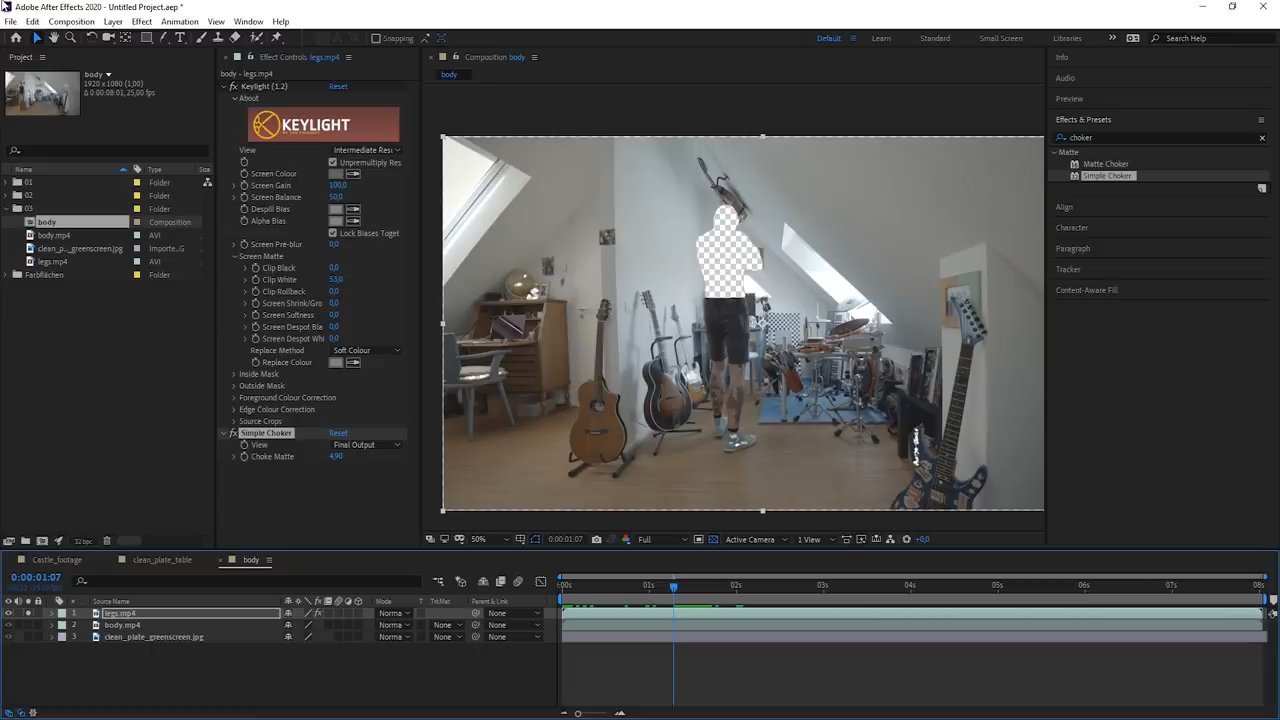 Adobe After Effects 2020 - Untitled Project.aep *
File Edit Composition Layer Effect Animation View Window Help
Snapping
Default Learn Standard Small Screen Libraries Search Help
Project
body
1920 x 1080 (1,00)
Δ 0:00:08:01, 25,00 fps
Name Type Size
01 Folder
02 Folder
03 Folder
body Composition
body.mp4 AVI
clean_p..._greenscreen.jpg Importe...G
legs.mp4 AVI
Farbflächen Folder
32 bpc
Effect Controls legs.mp4
body - legs.mp4
fx Keylight (1.2) Reset
About
KEYLIGHT
View Intermediate Resu
Unpremultiply Res
Screen Colour
Screen Gain 100,0
Screen Balance 50,0
Despill Bias
Alpha Bias
Lock Biases Toget
Screen Pre-blur 0,0
Screen Matte
Clip Black 0,0
Clip White 53,0
Clip Rollback 0,0
Screen Shrink/Gro 0,0
Screen Softness 0,0
Screen Despot Bla 0,0
Screen Despot Whi 0,0
Replace Method Soft Colour
Replace Colour
Inside Mask
Outside Mask
Foreground Colour Correction
Edge Colour Correction
Source Crops
fx Simple Choker Reset
View Final Output
Choke Matte 4,90
Composition body
body
50% 0:00:01:07 Full Active Camera 1 View +0,0
Info
Audio
Preview
Effects & Presets
choker
Matte
Matte Choker
Simple Choker
Align
Character
Paragraph
Tracker
Content-Aware Fill
Castle_footage clean_plate_table body
0:00:01:07
# Source Name Mode T .TrkMat Parent & Link
1 legs.mp4 Norma None
2 body.mp4 Norma None None
3 clean_plate_greenscreen.jpg Norma None None
:00s 01s 02s 03s 04s 05s 06s 07s 08s